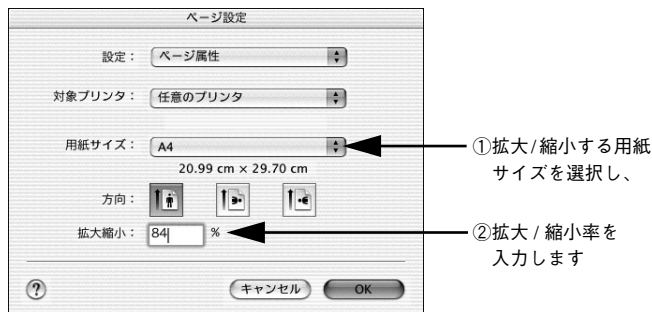 ページ設定
設定： ページ属性
対象プリンタ： 任意のプリンタ
用紙サイズ： A4
20.99 cm × 29.70 cm
①拡大/縮小する用紙
サイズを選択し、
方向：
拡大縮小： 84 %
②拡大 / 縮小率を
入力します
? キャンセル OK